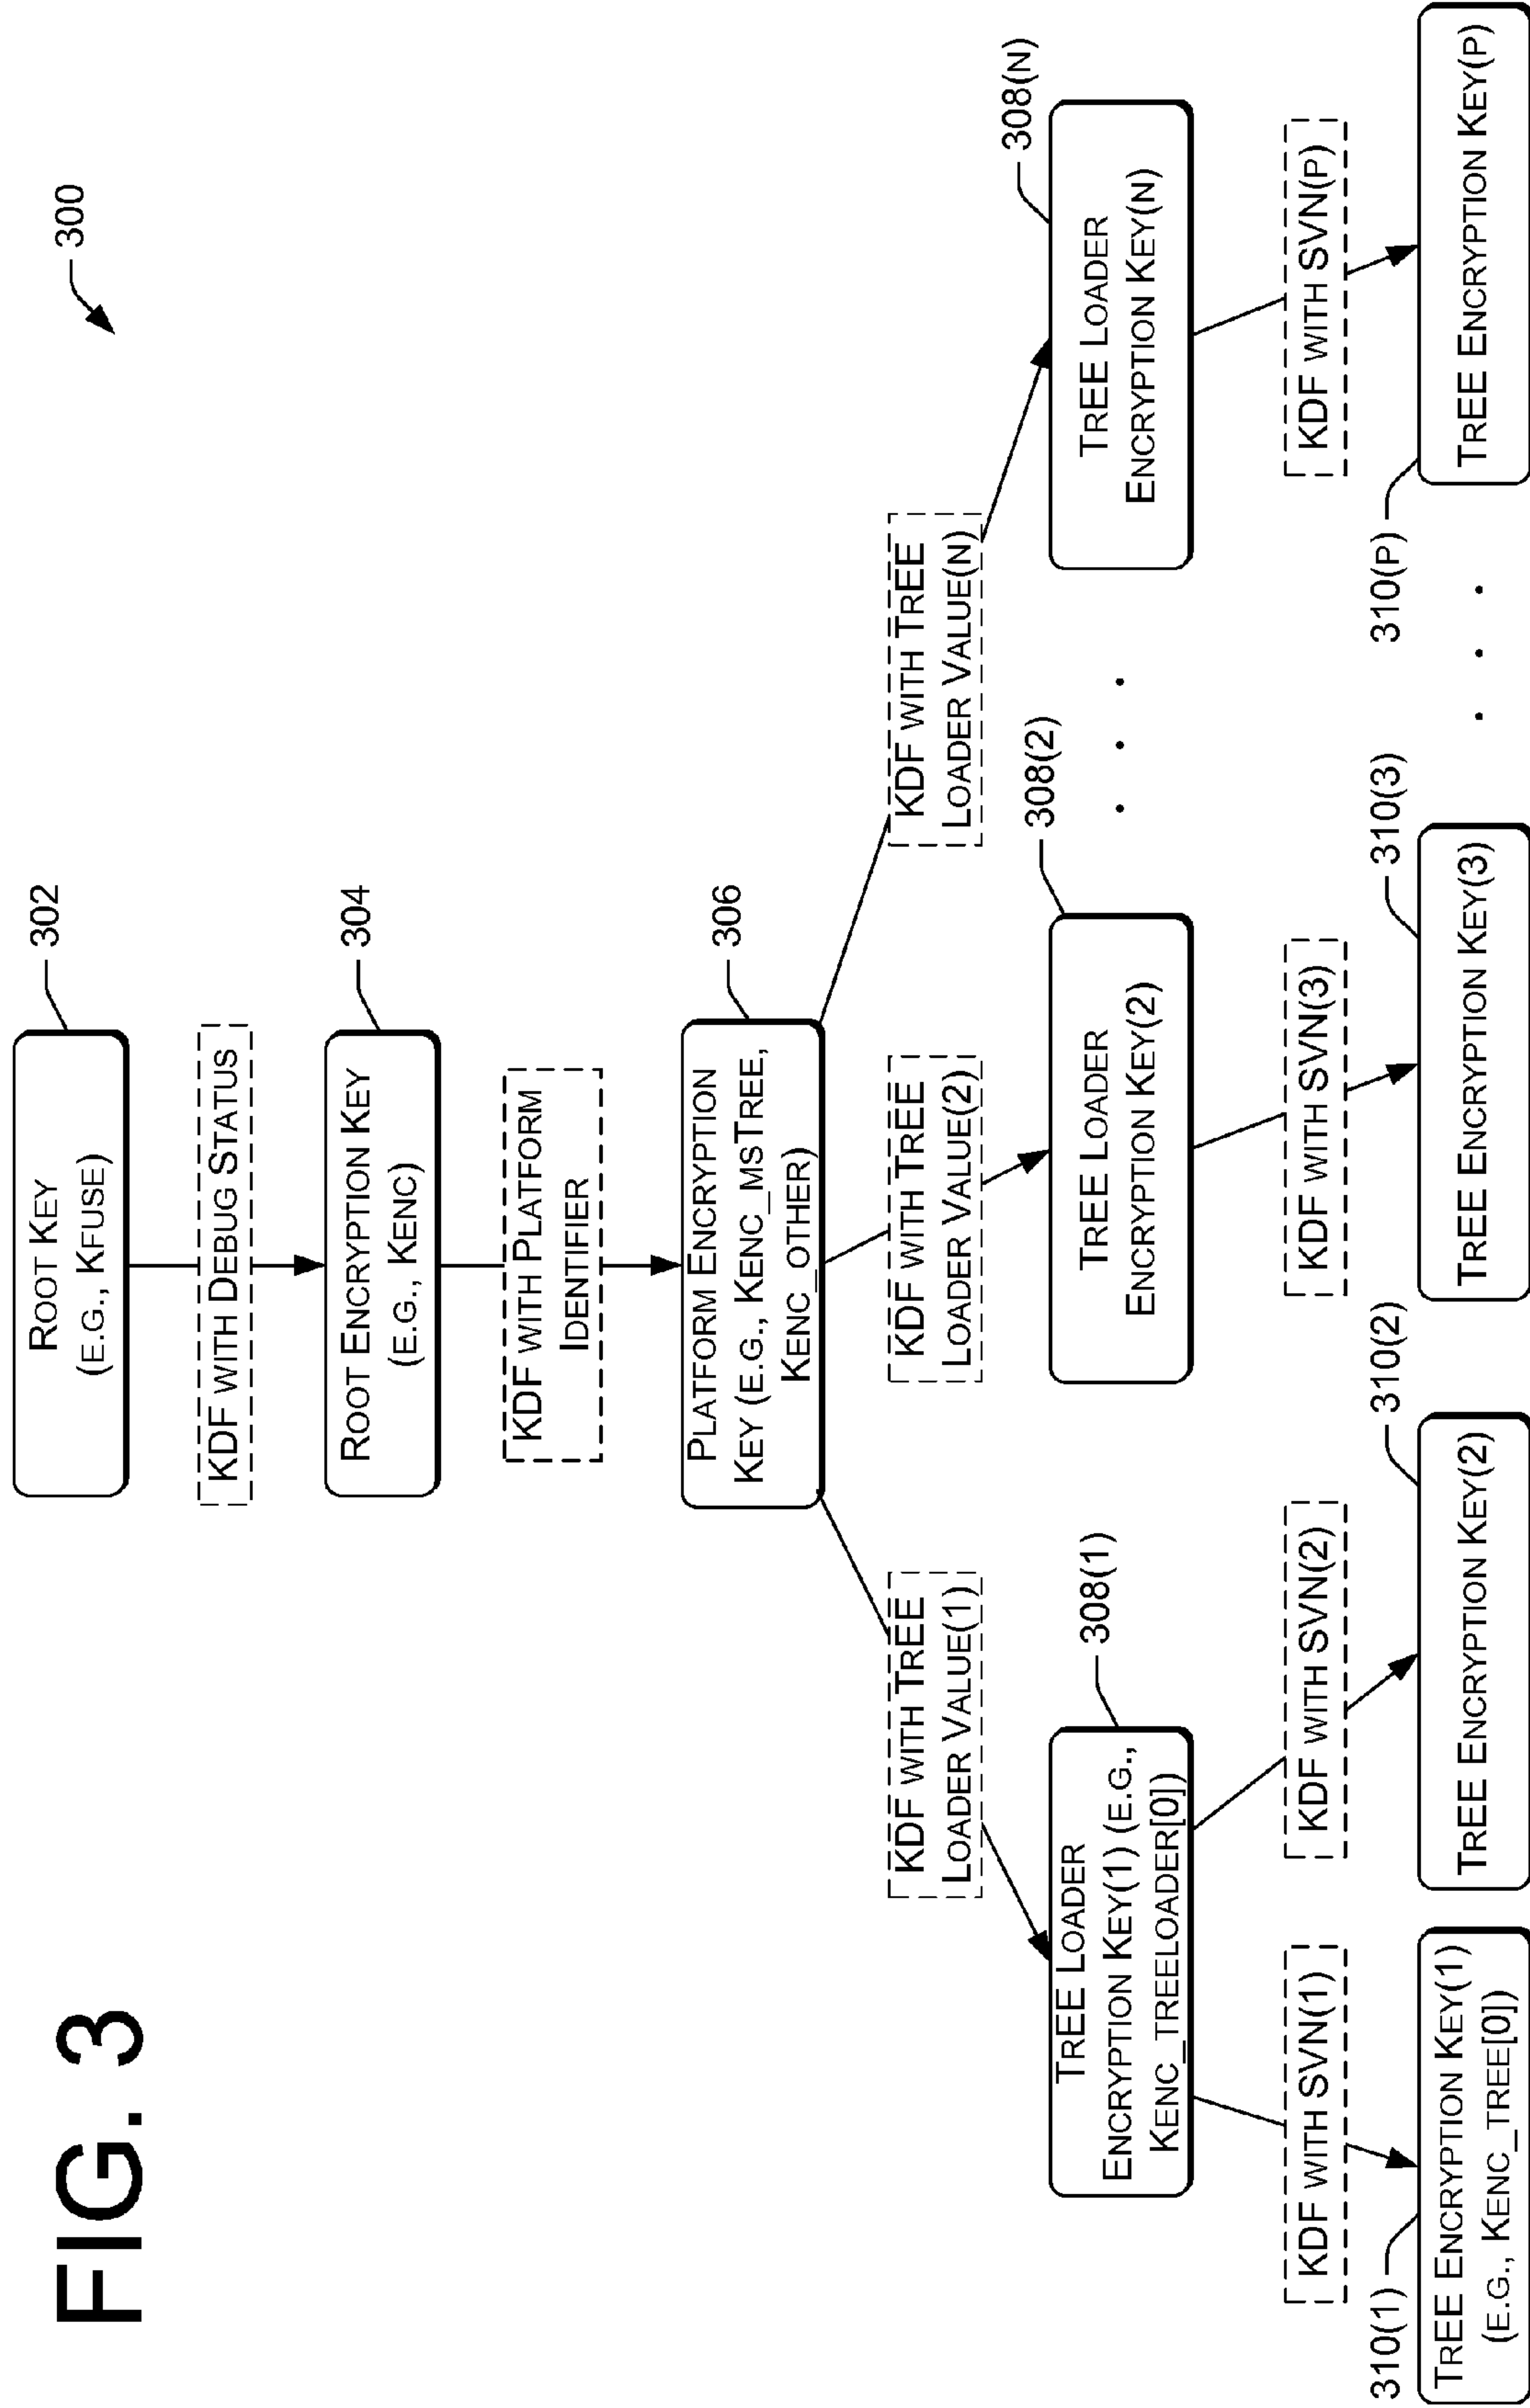 FIG. 3
300
302
ROOT KEY
(E.G., KFUSE)
KDF WITH DEBUG STATUS
304
ROOT ENCRYPTION KEY
(E.G., KENC)
KDF WITH PLATFORM
IDENTIFIER
306
PLATFORM ENCRYPTION
KEY (E.G., KENC_MSTREE,
KENC_OTHER)
KDF WITH TREE
LOADER VALUE(1)
KDF WITH TREE
LOADER VALUE(2)
KDF WITH TREE
LOADER VALUE(N)
308(1)
TREE LOADER
ENCRYPTION KEY(1) (E.G.,
KENC_TREELOADER[0])
308(2)
TREE LOADER
ENCRYPTION KEY(2)
. . .
308(N)
TREE LOADER
ENCRYPTION KEY(N)
KDF WITH SVN(1)
KDF WITH SVN(2)
KDF WITH SVN(3)
KDF WITH SVN(P)
310(1)
TREE ENCRYPTION KEY(1)
(E.G., KENC_TREE[0])
310(2)
TREE ENCRYPTION KEY(2)
310(3)
TREE ENCRYPTION KEY(3)
. . .
310(P)
TREE ENCRYPTION KEY(P)